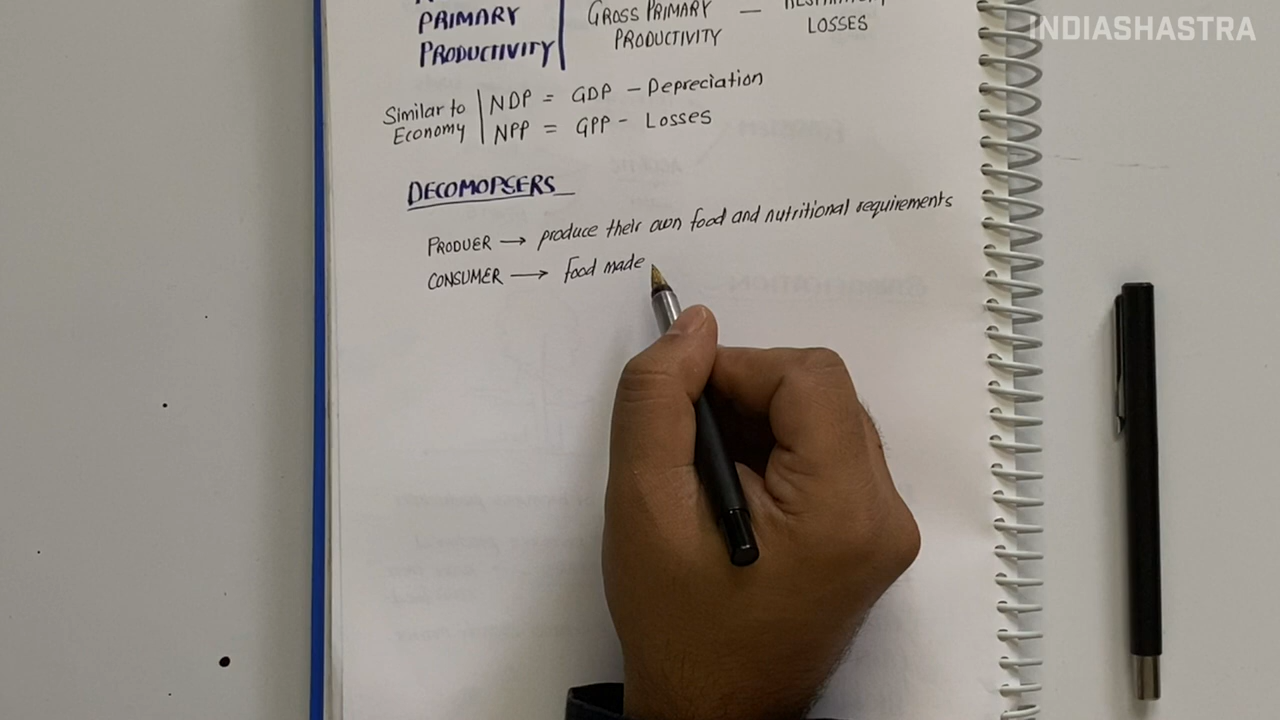 INDIASHASTRA
PRIMARY
PRODUCTIVITY
GROSS PRIMARY
PRODUCTIVITY
—
LOSSES
Similar to
Economy
NDP = GDP - Depreciation
NPP = GPP - Losses
DECOMOPSERS
PRODUER → produce their own food and nutritional requirements
CONSUMER → food made